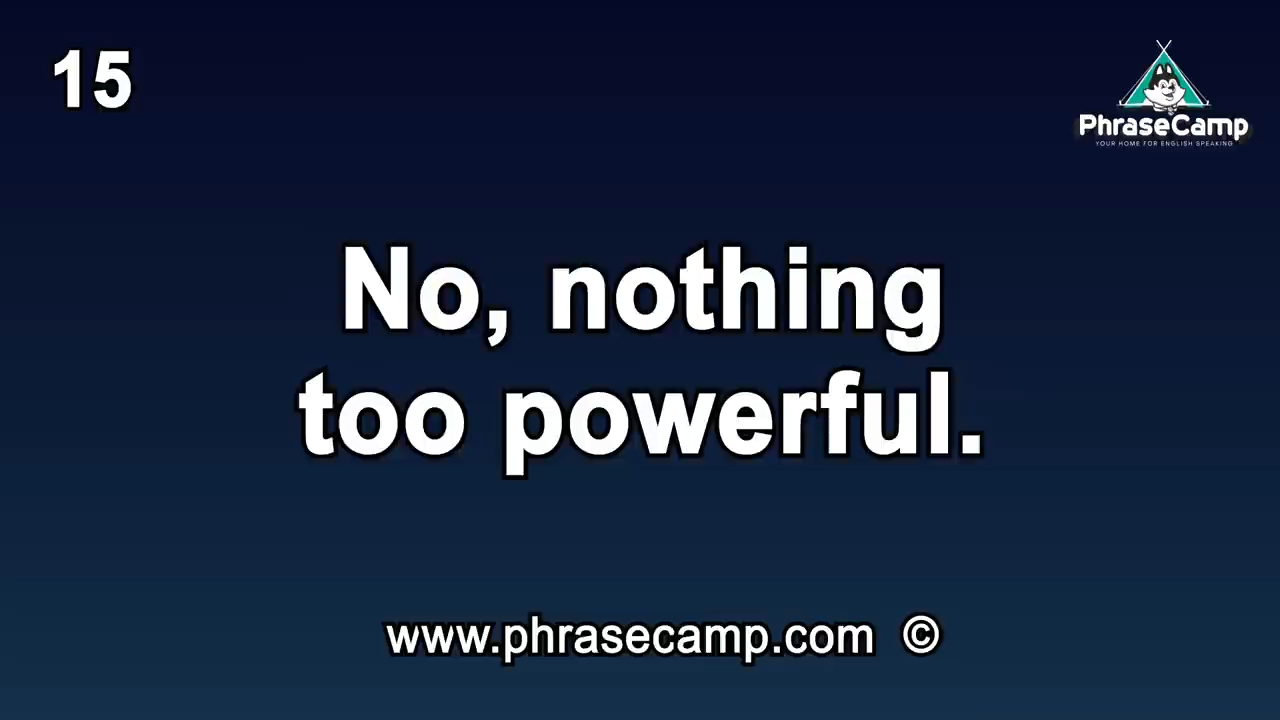 15
PhraseCamp
YOUR HOME FOR ENGLISH SPEAKING
No, nothing
too powerful.
www.phrasecamp.com ©